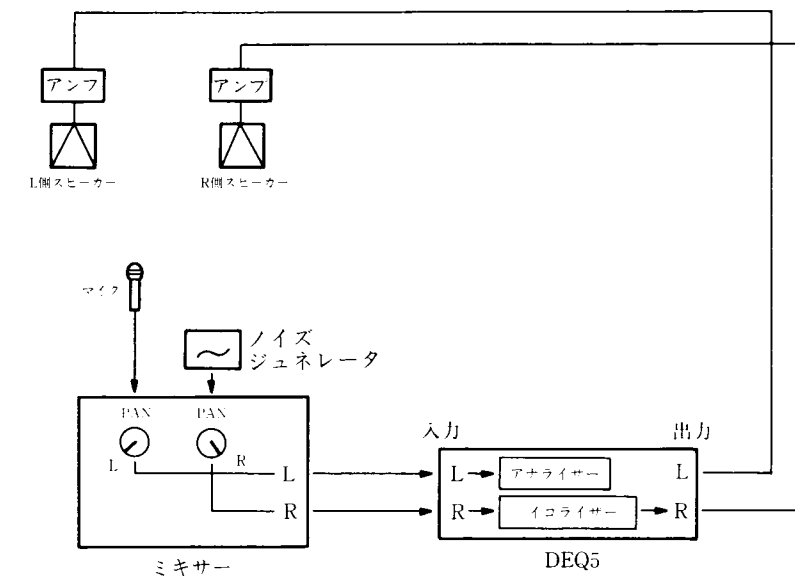 アンプ
アンプ
L側スピーカー
R側スピーカー
マイク
ノイズ
ジェネレータ
PAN
PAN
L
R
L
R
ミキサー
入力
出力
L
アナライザー
L
R
イコライザー
R
DEQ5